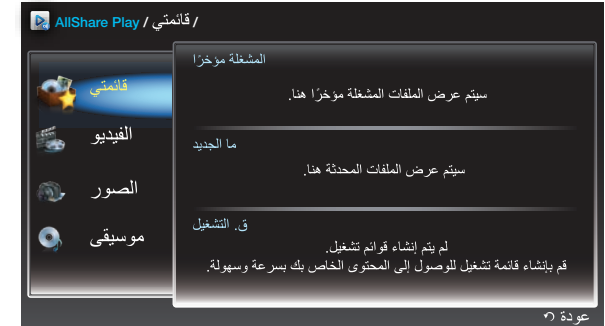 AllShare Play / قائمتي /
قائمتي
الفيديو
الصور
موسيقى
المشغلة مؤخرًا
سيتم عرض الملفات المشغلة مؤخرًا هنا.
ما الجديد
سيتم عرض الملفات المحدثة هنا.
ق. التشغيل
لم يتم إنشاء قوائم تشغيل.
قم بإنشاء قائمة تشغيل للوصول إلى المحتوى الخاص بك بسرعة وسهولة.
عودة